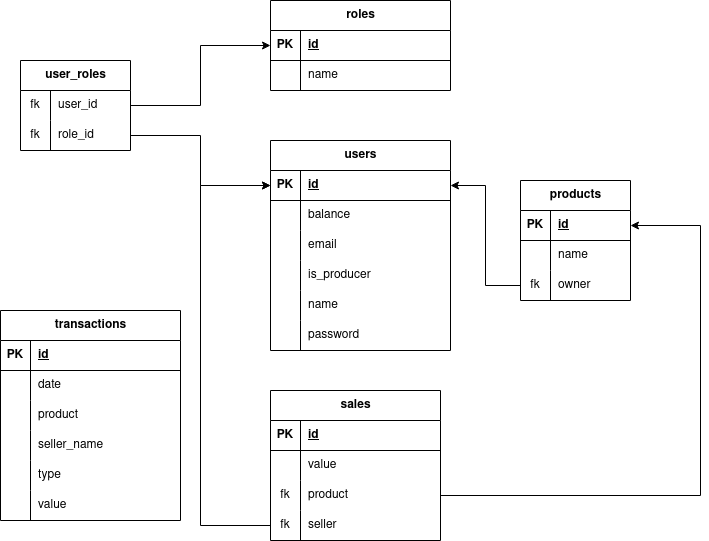 roles
PK id
name
user_roles
fk user_id
fk role_id
users
PK id
balance
email
is_producer
name
password
products
PK id
name
fk owner
transactions
PK id
date
product
seller_name
type
value
sales
PK id
value
fk product
fk seller